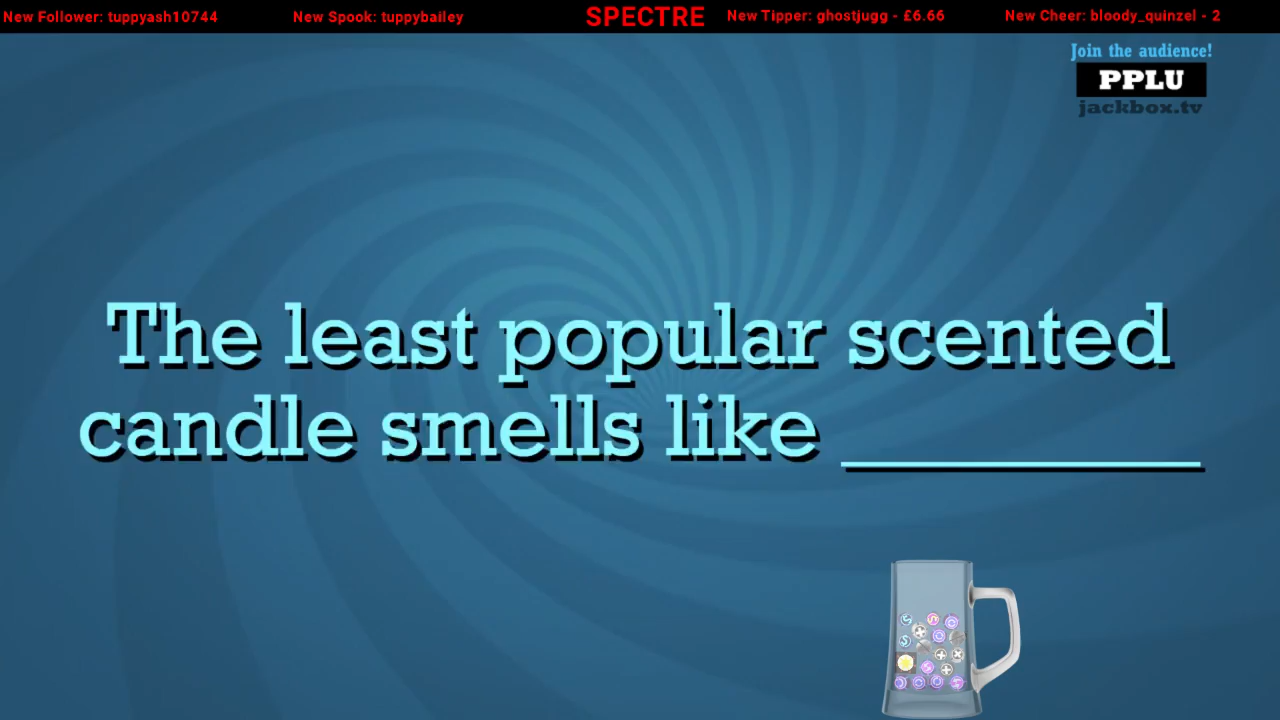 New Follower: tuppyash10744 New Spook: tuppybailey SPECTRE New Tipper: ghostjugg - £6.66 New Cheer: bloody_quinzel - 2
Join the audience!
PPLU
jackbox.tv
The least popular scented
candle smells like __________